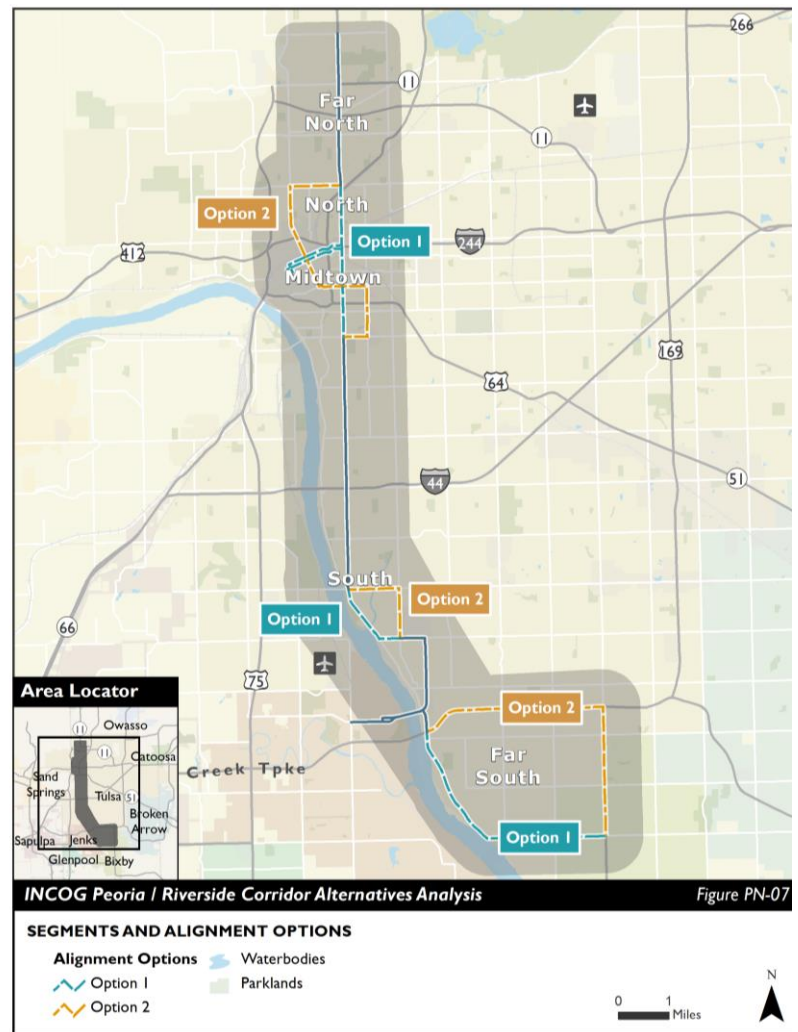 266
11
Far
North
11
Option 2
North
Option 1
412
244
Midtown
169
64
44
51
South
Option 2
Option 1
66
75
Area Locator
11
Owasso
11
Catoosa
Sand
Springs
Tulsa
51
Broken
Arrow
Sapulpa
Jenks
Glenpool
Bixby
Creek Tpke
Option 2
Far
South
Option 1
INCOG Peoria / Riverside Corridor Alternatives Analysis
Figure PN-07
SEGMENTS AND ALIGNMENT OPTIONS
Alignment Options
Waterbodies
Option 1
Parklands
Option 2
0 1
Miles
N